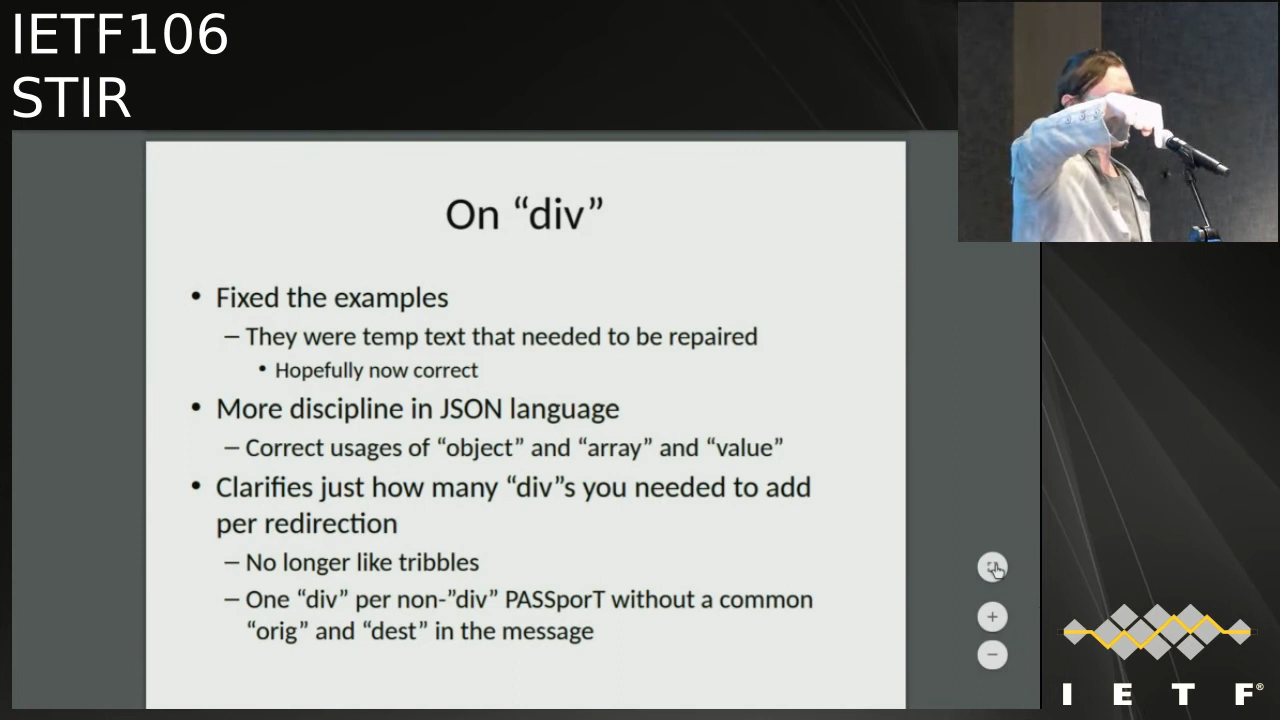 IETF106
STIR
On “div”
• Fixed the examples
– They were temp text that needed to be repaired
• Hopefully now correct
• More discipline in JSON language
– Correct usages of “object” and “array” and “value”
• Clarifies just how many “div”s you needed to add
per redirection
– No longer like tribbles
– One “div” per non-”div” PASSporT without a common
“orig” and “dest” in the message
I E T F®